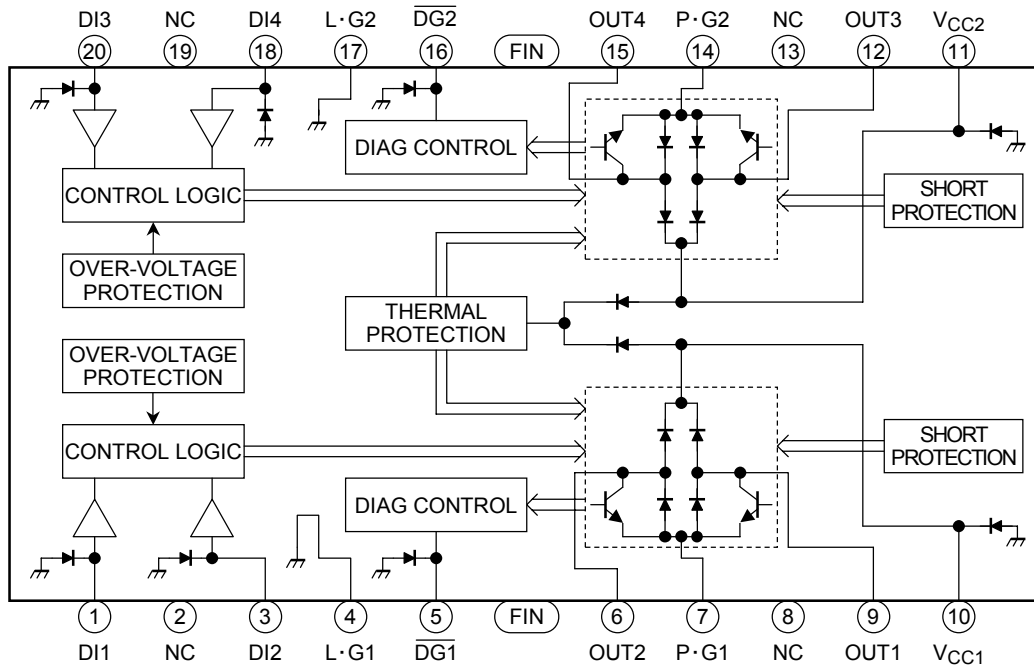 DI3 NC DI4 L·G2 DG2 OUT4 P·G2 NC OUT3 VCC2
20 19 18 17 16 FIN 15 14 13 12 11
DIAG CONTROL
CONTROL LOGIC
SHORT
PROTECTION
OVER-VOLTAGE
PROTECTION
THERMAL
PROTECTION
OVER-VOLTAGE
PROTECTION
CONTROL LOGIC
SHORT
PROTECTION
DIAG CONTROL
1 2 3 4 5 FIN 6 7 8 9 10
DI1 NC DI2 L·G1 DG1 OUT2 P·G1 NC OUT1 VCC1